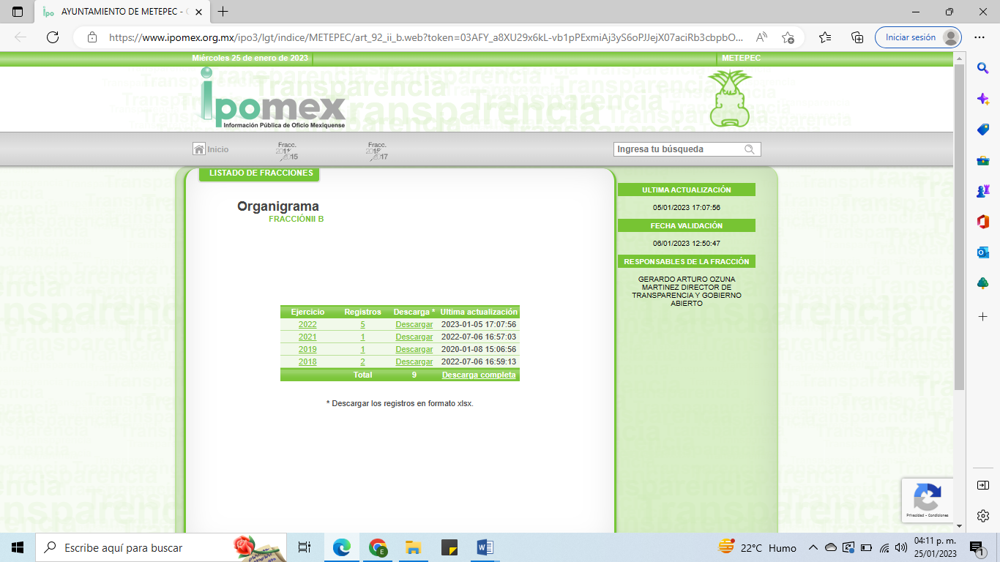 AYUNTAMIENTO DE METEPEC -
https://www.ipomex.org.mx/ipo3/lgt/indice/METEPEC/art_92_ii_b.web?token=03AFY_a8XU29x6kL-vb1pPExmiAj3yS6oPJJejX07aciRb3cbpbO...
Iniciar sesión
Miércoles 25 de enero de 2023
METEPEC
Transparencia
ipomex
Información Pública de Oficio Mexiquense
Inicio
Fracc.
2015
Fracc.
2017
Ingresa tu búsqueda
LISTADO DE FRACCIONES
Organigrama
FRACCIÓNII B
Ejercicio Registros Descarga * Ultima actualización
2022 5 Descargar 2023-01-05 17:07:56
2021 1 Descargar 2022-07-06 16:57:03
2019 1 Descargar 2020-01-08 15:06:56
2018 2 Descargar 2022-07-06 16:59:13
Total 9 Descarga completa
* Descargar los registros en formato xlsx.
ULTIMA ACTUALIZACIÓN
05/01/2023 17:07:56
FECHA VALIDACIÓN
06/01/2023 12:50:47
RESPONSABLES DE LA FRACCIÓN
GERARDO ARTURO OZUNA
MARTINEZ DIRECTOR DE
TRANSPARENCIA Y GOBIERNO
ABIERTO
Privacidad - Condiciones
Escribe aquí para buscar
22°C Humo
04:11 p. m.
25/01/2023
1